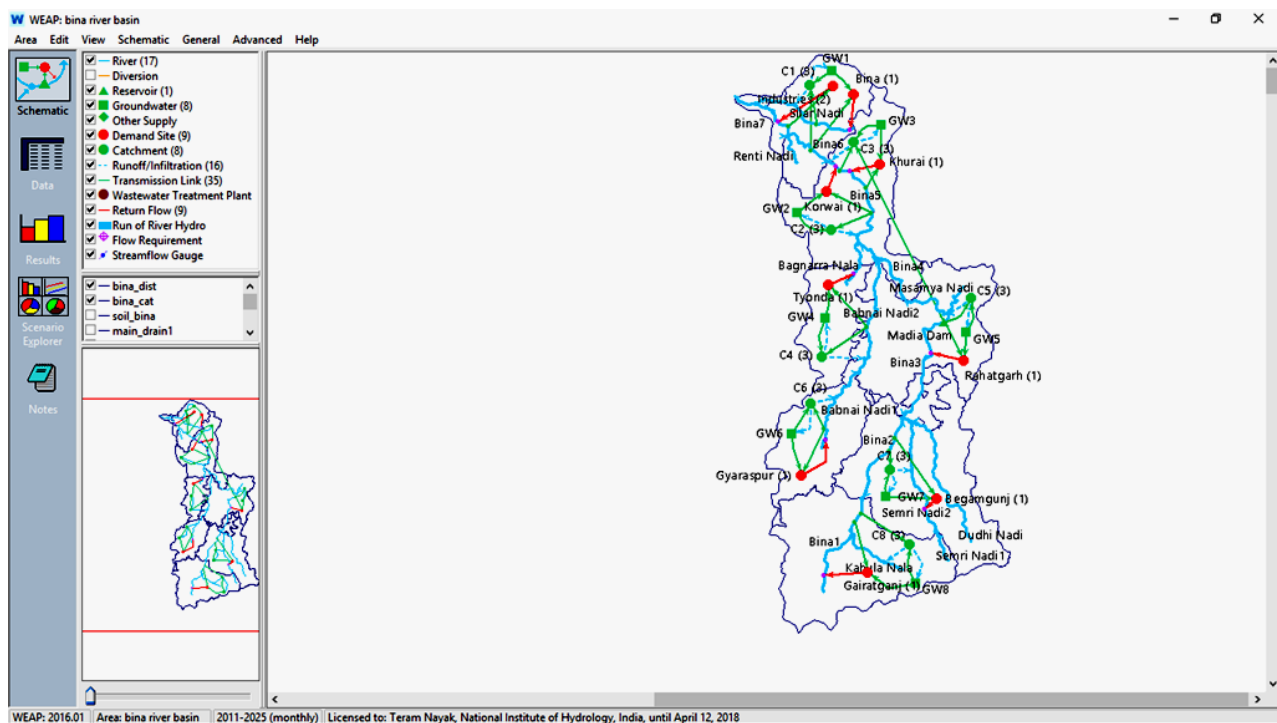 WEAP: bina river basin
Area Edit View Schematic General Advanced Help
Schematic
Data
Results
Scenario
Explorer
Notes
River (17)
Diversion
Reservoir (1)
Groundwater (8)
Other Supply
Demand Site (9)
Catchment (8)
Runoff/Infiltration (16)
Transmission Link (35)
Wastewater Treatment Plant
Return Flow (9)
Run of River Hydro
Flow Requirement
Streamflow Gauge
bina_dist
bina_cat
soil_bina
main_drain1
GW1
C1 (3)
Bina (1)
Industries (2)
Silar Nadi
Bina7
GW3
Bina6
C3 (3)
Renti Nadi
Khurai (1)
Bina5
Korwai (1)
GW2
C2 (3)
Bagnarra Nala
Bina4
Masamya Nadi
C5 (3)
Tyonda (1)
Babnai Nadi2
GW4
Madia Dam
GW5
C4 (3)
Bina3
Rahatgarh (1)
C6 (3)
Babnai Nadi1
GW6
Bina2
C7 (3)
Gyaraspur (1)
GW7
Begamgunj (1)
Semri Nadi2
Dudhi Nadi
Bina1
C8 (3)
Semri Nadi1
Kabula Nala
Gairatganj (1)
GW8
WEAP: 2016.01 Area: bina river basin 2011-2025 (monthly) Licensed to: Teram Nayak, National Institute of Hydrology, India, until April 12, 2018